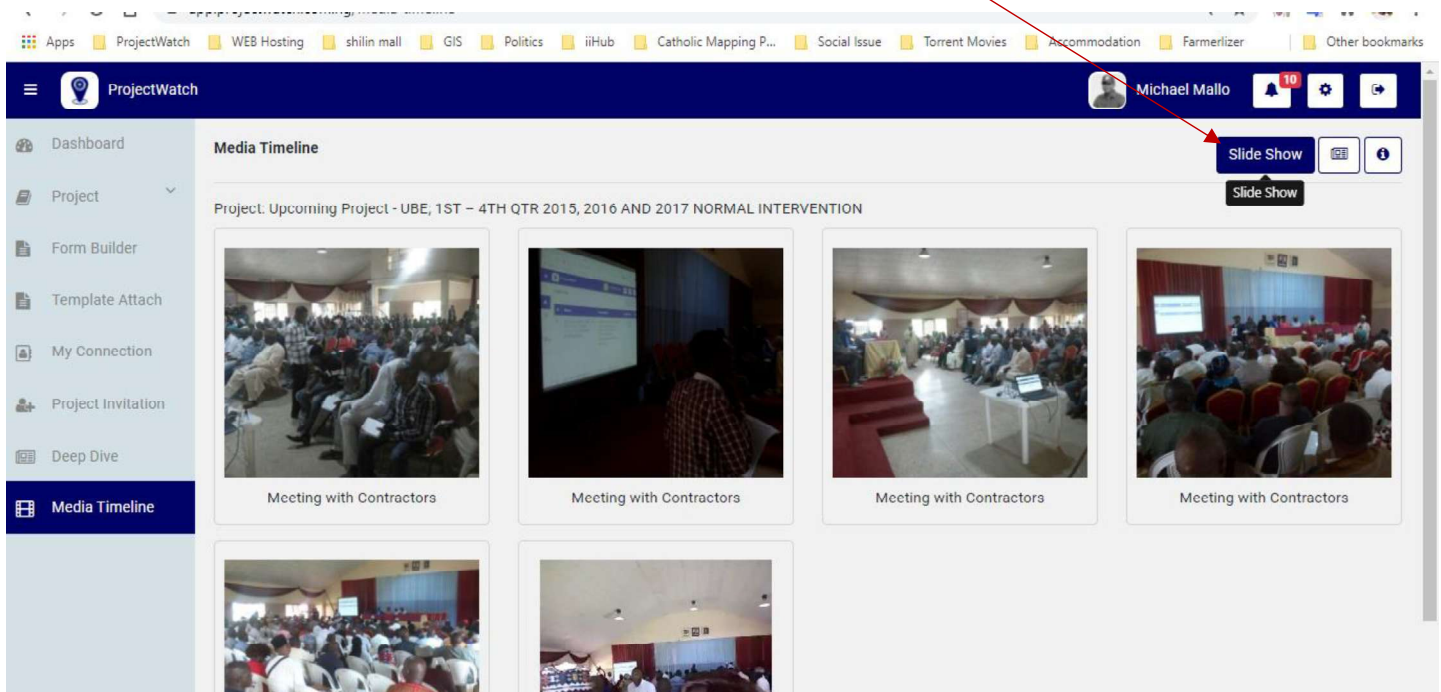 Apps ProjectWatch WEB Hosting shilin mall GIS Politics iiHub Catholic Mapping P... Social Issue Torrent Movies Accommodation Farmerlizer Other bookmarks
ProjectWatch Michael Mallo 10
Dashboard
Project
Form Builder
Template Attach
My Connection
Project Invitation
Deep Dive
Media Timeline
Media Timeline
Slide Show
Slide Show
Project: Upcoming Project - UBE, 1ST – 4TH QTR 2015, 2016 AND 2017 NORMAL INTERVENTION
Meeting with Contractors
Meeting with Contractors
Meeting with Contractors
Meeting with Contractors